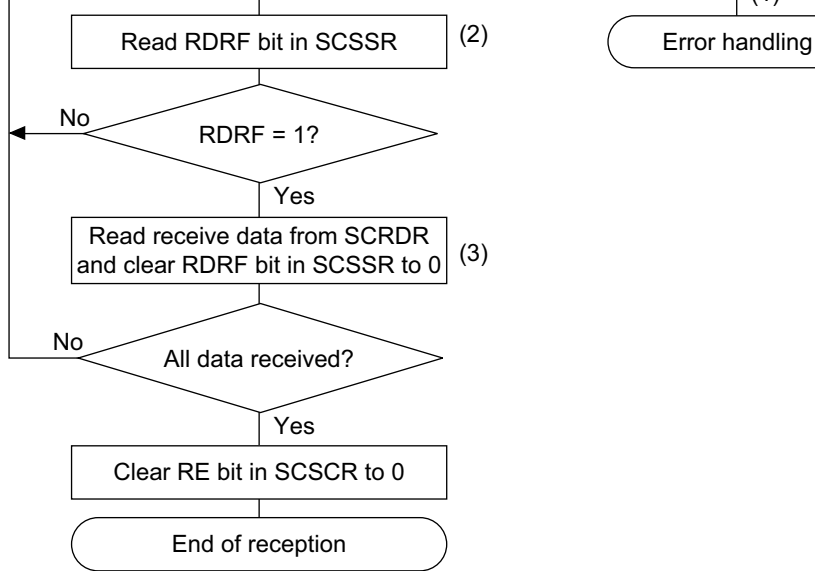 Read RDRF bit in SCSSR
(2)
Error handling
No
RDRF = 1?
Yes
Read receive data from SCRDR
and clear RDRF bit in SCSSR to 0
(3)
No
All data received?
Yes
Clear RE bit in SCSCR to 0
End of reception